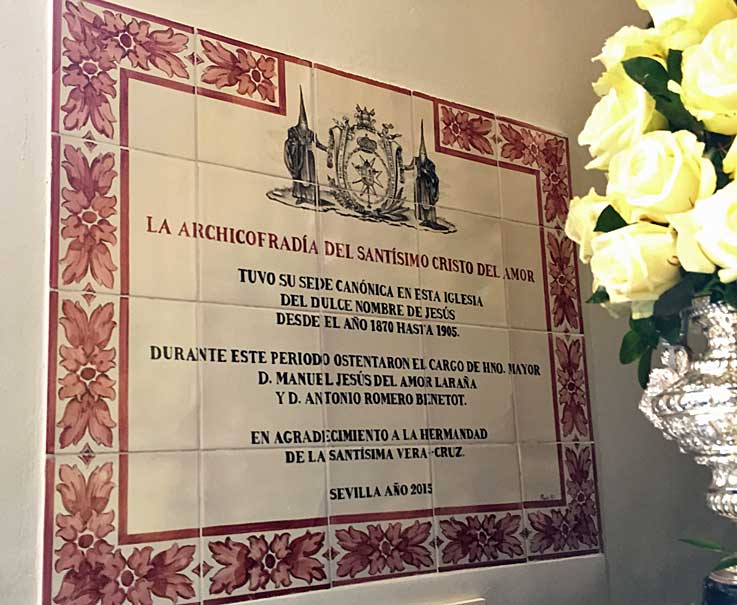 LA ARCHICOFRADÍA DEL SANTÍSIMO CRISTO DEL AMOR
TUVO SU SEDE CANÓNICA EN ESTA IGLESIA
DEL DULCE NOMBRE DE JESÚS
DESDE EL AÑO 1870 HASTA 1905.
DURANTE ESTE PERIODO OSTENTARON EL CARGO DE HNO. MAYOR
D. MANUEL JESÚS DEL AMOR LARAÑA
Y D. ANTONIO ROMERO BENETOT.
EN AGRADECIMIENTO A LA HERMANDAD
DE LA SANTÍSIMA VERA-CRUZ.
SEVILLA AÑO 2015